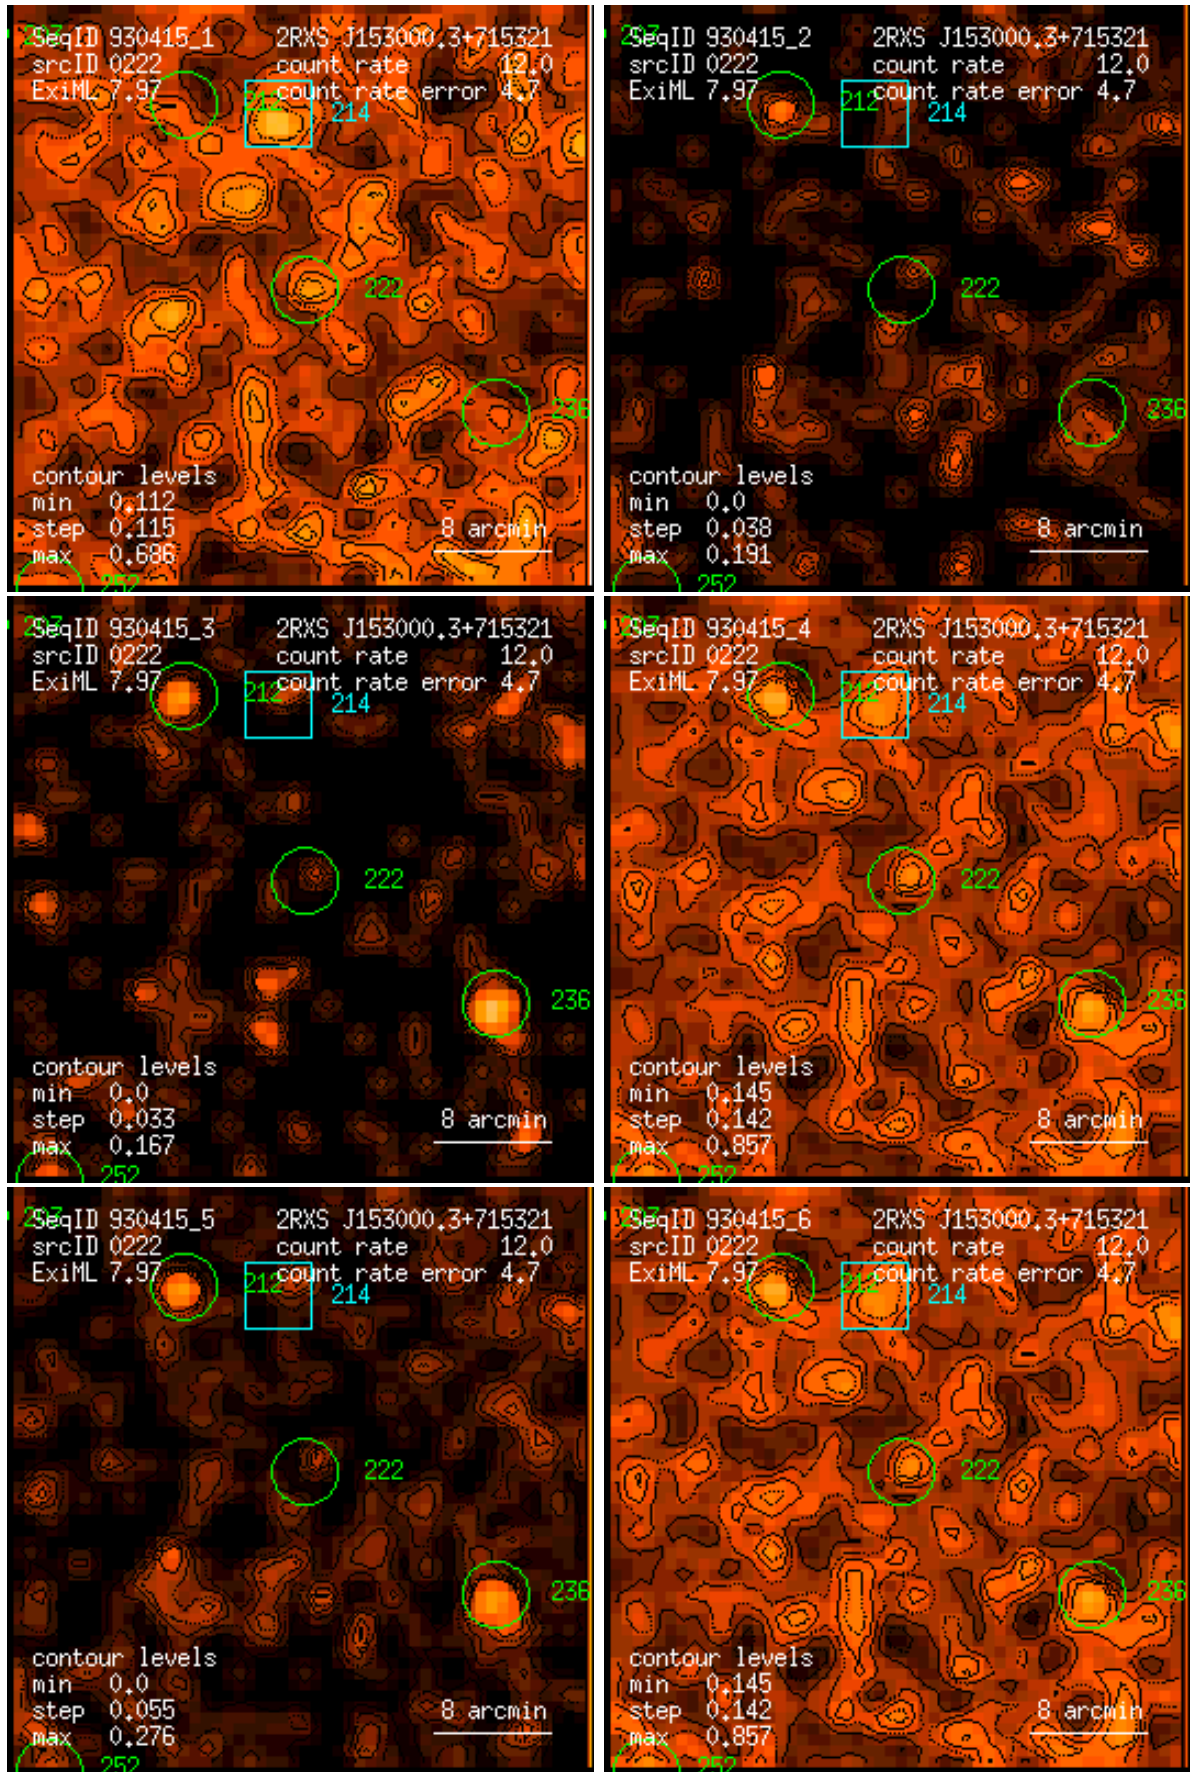 SeqID 930415_1 2RXS J153000.3+715321
srcID 0222 count rate 12.0
ExiML 7.97 212 count rate error 4.7
214
222
236
contour levels
min 0.112
step 0.115 8 arcmin
max 0.686
252
SeqID 930415_2 2RXS J153000.3+715321
srcID 0222 count rate 12.0
ExiML 7.97 212 count rate error 4.7
214
222
236
contour levels
min 0.0
step 0.038 8 arcmin
max 0.191
252
SeqID 930415_3 2RXS J153000.3+715321
srcID 0222 count rate 12.0
ExiML 7.97 212 count rate error 4.7
214
222
236
contour levels
min 0.0
step 0.033 8 arcmin
max 0.167
252
SeqID 930415_4 2RXS J153000.3+715321
srcID 0222 count rate 12.0
ExiML 7.97 212 count rate error 4.7
214
222
236
contour levels
min 0.145
step 0.142 8 arcmin
max 0.857
252
SeqID 930415_5 2RXS J153000.3+715321
srcID 0222 count rate 12.0
ExiML 7.97 212 count rate error 4.7
214
222
236
contour levels
min 0.0
step 0.055 8 arcmin
max 0.276
252
SeqID 930415_6 2RXS J153000.3+715321
srcID 0222 count rate 12.0
ExiML 7.97 212 count rate error 4.7
214
222
236
contour levels
min 0.145
step 0.142 8 arcmin
max 0.857
252